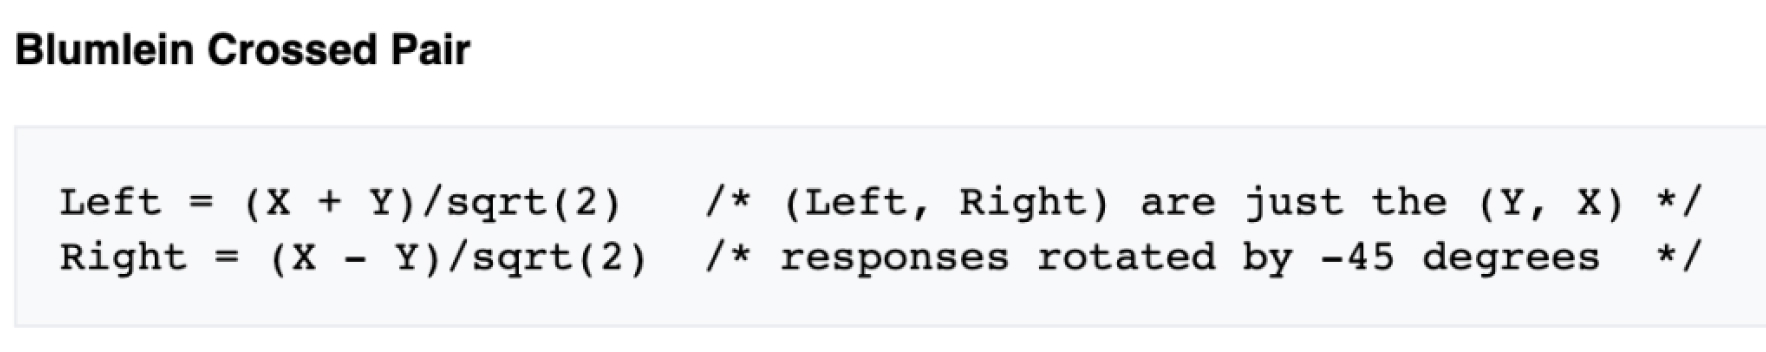 Blumlein Crossed Pair
Left = (X + Y)/sqrt(2)   /* (Left, Right) are just the (Y, X) */
Right = (X - Y)/sqrt(2)  /* responses rotated by -45 degrees  */